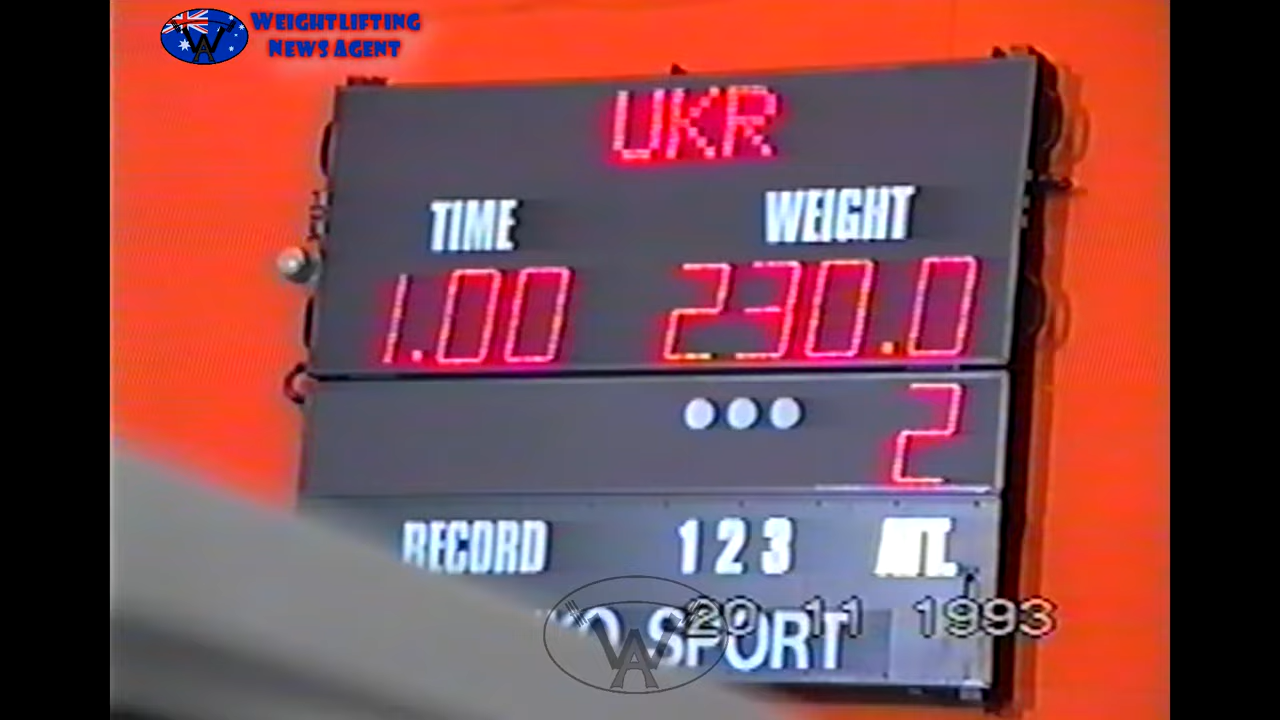 WEIGHTLIFTING
NEWS AGENT
UKR
TIME WEIGHT
1.00 230.0
2
RECORD 1 2 3 ATT.
SPORT
20 11 1993